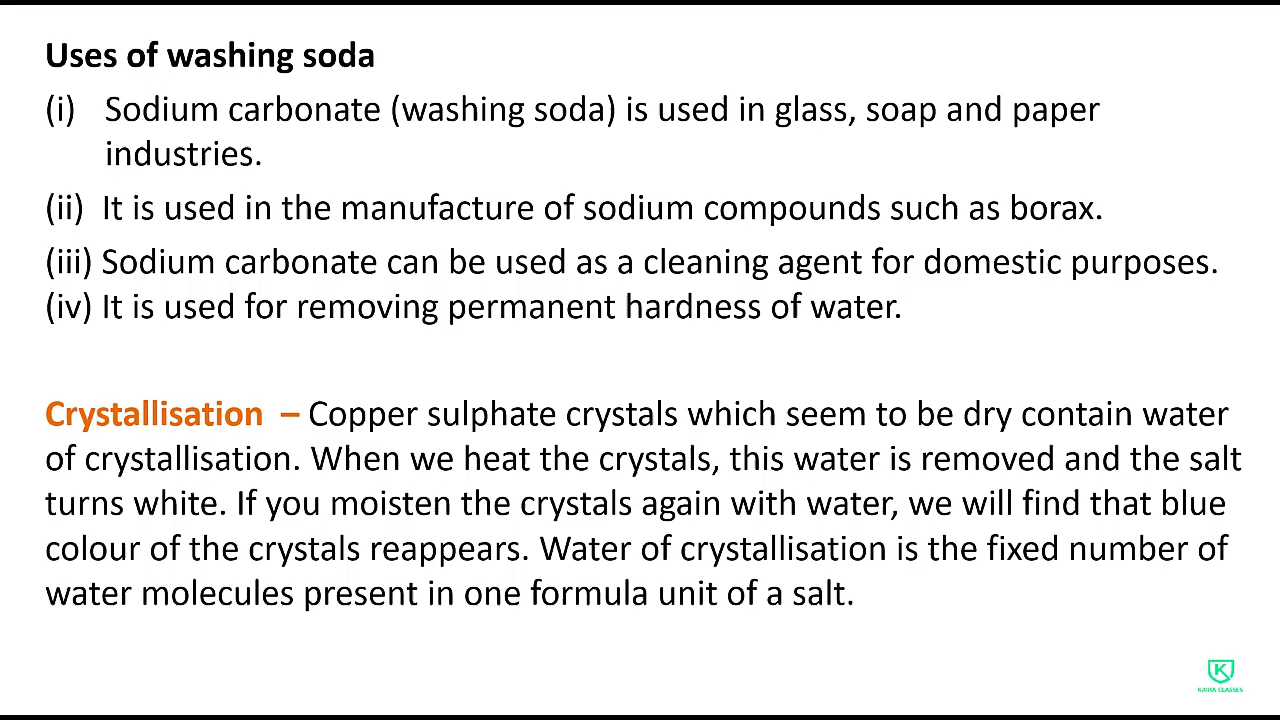 Uses of washing soda
(i) Sodium carbonate (washing soda) is used in glass, soap and paper
industries.
(ii) It is used in the manufacture of sodium compounds such as borax.
(iii) Sodium carbonate can be used as a cleaning agent for domestic purposes.
(iv) It is used for removing permanent hardness of water.
Crystallisation – Copper sulphate crystals which seem to be dry contain water
of crystallisation. When we heat the crystals, this water is removed and the salt
turns white. If you moisten the crystals again with water, we will find that blue
colour of the crystals reappears. Water of crystallisation is the fixed number of
water molecules present in one formula unit of a salt.
K
KAIRA CLASSES